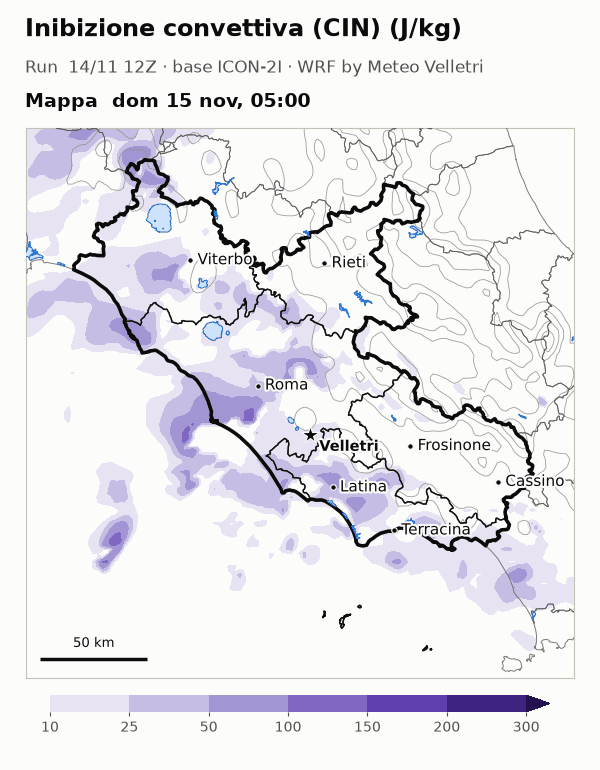 Inibizione convettiva (CIN) (J/kg)
Run 14/11 12Z · base ICON-2I · WRF by Meteo Velletri
Mappa dom 15 nov, 05:00
Viterbo
Rieti
Roma
Velletri
Frosinone
Latina
Cassino
Terracina
50 km
10 25 50 100 150 200 300